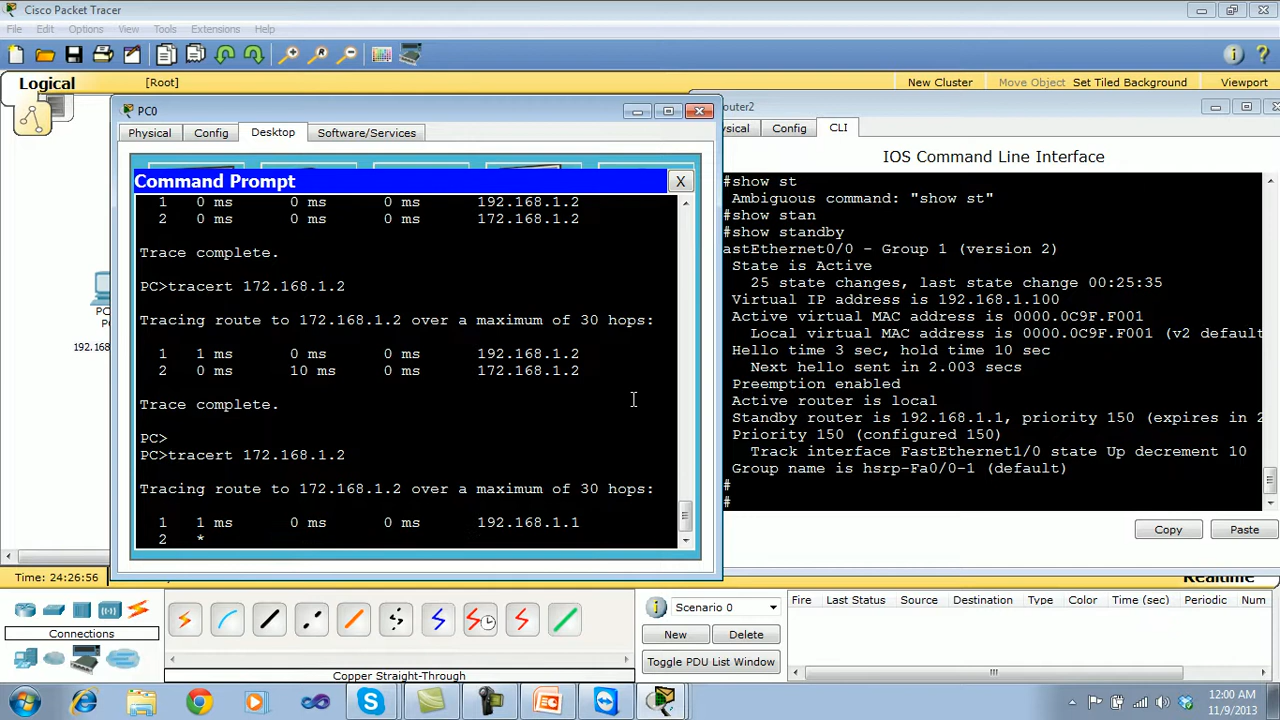 Cisco Packet Tracer
File Edit Options View Tools Extensions Help
Logical
[Root]
New Cluster
Move Object
Set Tiled Background
Viewport
PC0
Physical Config Desktop Software/Services
Command Prompt
X
1 0 ms 0 ms 0 ms 192.168.1.2
2 0 ms 0 ms 0 ms 172.168.1.2
Trace complete.
PC>tracert 172.168.1.2
Tracing route to 172.168.1.2 over a maximum of 30 hops:
1 1 ms 0 ms 0 ms 192.168.1.2
2 0 ms 10 ms 0 ms 172.168.1.2
Trace complete.
PC>
PC>tracert 172.168.1.2
Tracing route to 172.168.1.2 over a maximum of 30 hops:
1 1 ms 0 ms 0 ms 192.168.1.1
2 *
outer2
sical Config CLI
IOS Command Line Interface
#show st
Ambiguous command: "show st"
#show stan
#show standby
astEthernet0/0 - Group 1 (version 2)
State is Active
25 state changes, last state change 00:25:35
Virtual IP address is 192.168.1.100
Active virtual MAC address is 0000.0C9F.F001
Local virtual MAC address is 0000.0C9F.F001 (v2 default
Hello time 3 sec, hold time 10 sec
Next hello sent in 2.003 secs
Preemption enabled
Active router is local
Standby router is 192.168.1.1, priority 150 (expires in 2
Priority 150 (configured 150)
Track interface FastEthernet1/0 state Up decrement 10
Group name is hsrp-Fa0/0-1 (default)
#
#
Copy
Paste
PC
Pc
192.168
Time: 24:26:56
Realtime
Connections
Copper Straight-Through
Scenario 0
New
Delete
Toggle PDU List Window
Fire Last Status Source Destination Type Color Time (sec) Periodic Num
12:00 AM
11/9/2013